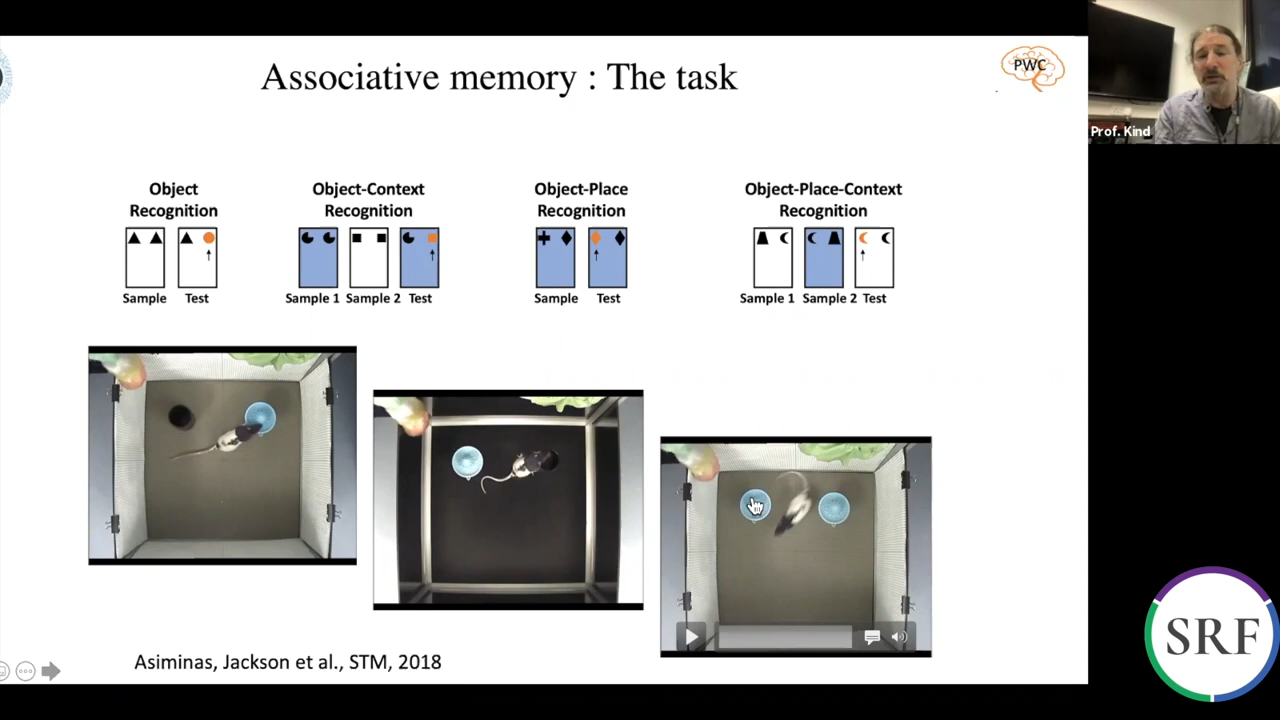 Associative memory : The task
PWC
Prof. Kind
Object
Recognition
Sample Test
Object-Context
Recognition
Sample 1 Sample 2 Test
Object-Place
Recognition
Sample Test
Object-Place-Context
Recognition
Sample 1 Sample 2 Test
Asiminas, Jackson et al., STM, 2018
SRF